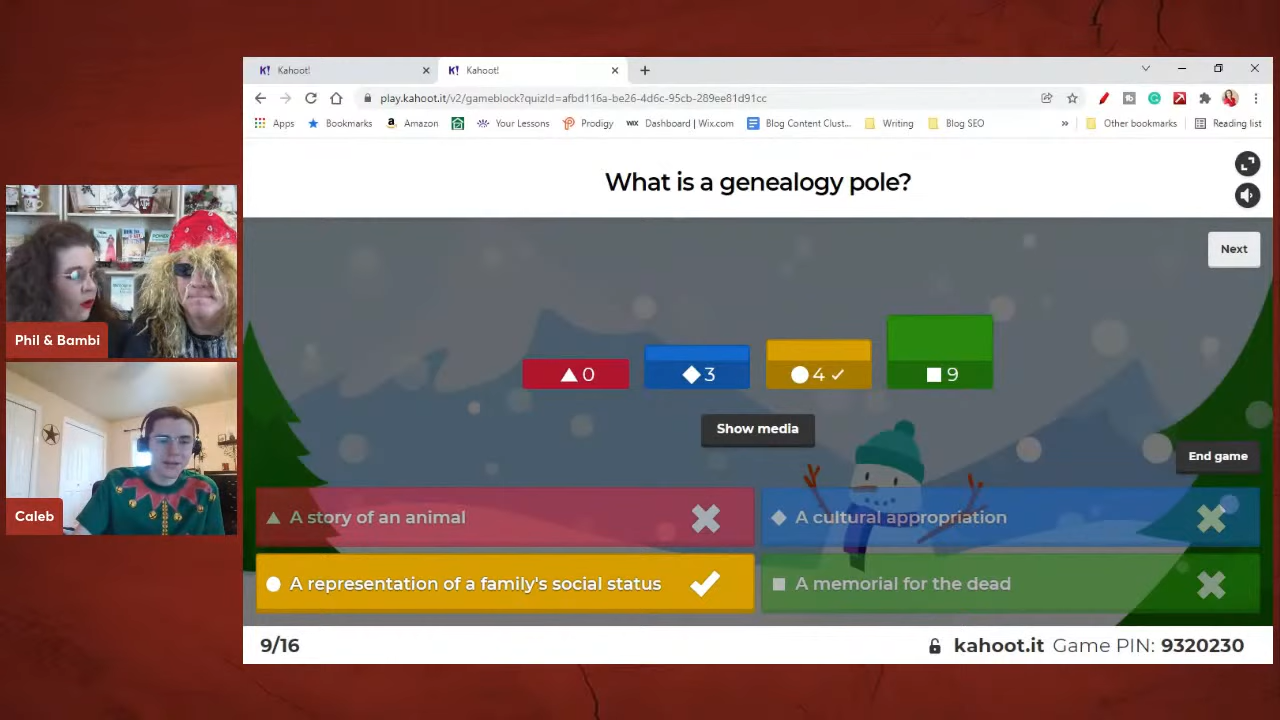 Kahoot!
Kahoot!
play.kahoot.it/v2/gameblock?quizId=afbd116a-be26-4d6c-95cb-289ee81d91cc
Apps Bookmarks Amazon Your Lessons Prodigy Dashboard | Wix.com Blog Content Clust... Writing Blog SEO » Other bookmarks Reading list
What is a genealogy pole?
Next
0 3 4 9
Show media
End game
A story of an animal
A cultural appropriation
A representation of a family's social status
A memorial for the dead
9/16
kahoot.it Game PIN: 9320230
Phil & Bambi
Caleb